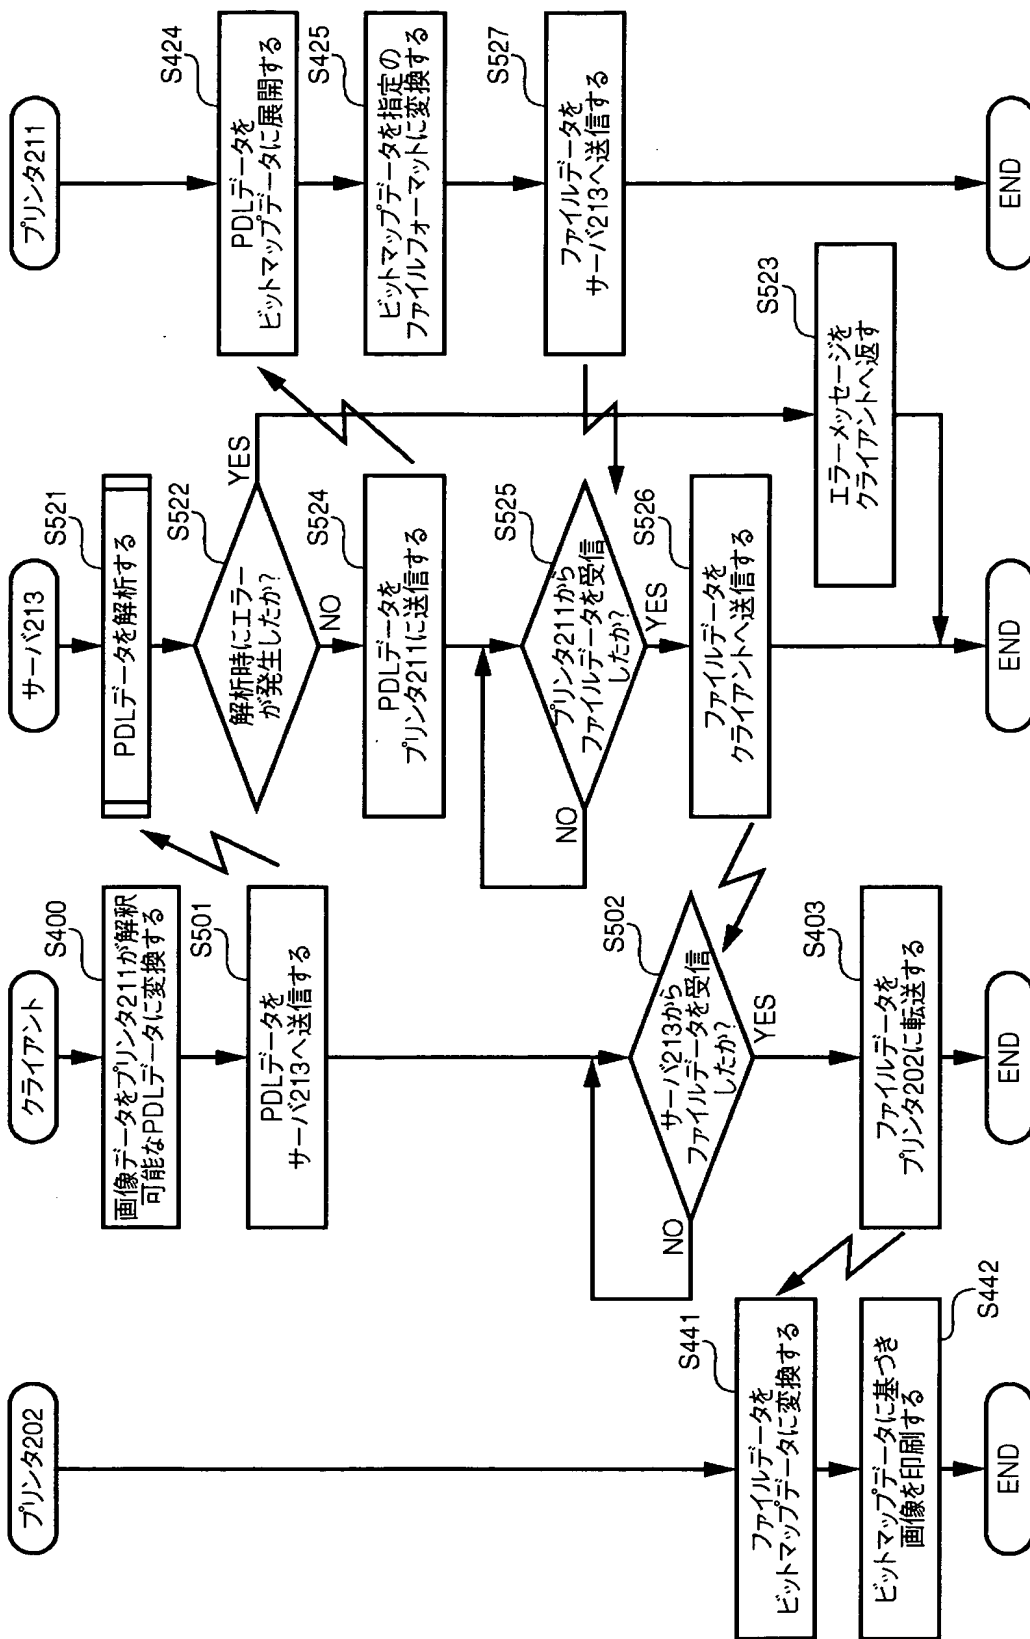 プリンタ202
S441
ファイルデータを
ビットマップデータに変換する
S442
ビットマップデータに基づき
画像を印刷する
END
クライアント
S400
画像データをプリンタ211が解釈
可能なPDLデータに変換する
S501
PDLデータを
サーバ213へ送信する
S502
サーバ213から
ファイルデータを受信
したか?
NO
YES
S403
ファイルデータを
プリンタ202に転送する
END
サーバ213
S521
PDLデータを解析する
S522
解析時にエラー
が発生したか?
YES
NO
S524
PDLデータを
プリンタ211に送信する
S525
プリンタ211から
ファイルデータを受信
したか?
NO
YES
S526
ファイルデータを
クライアントへ送信する
S523
エラーメッセージを
クライアントへ返す
END
プリンタ211
S424
PDLデータを
ビットマップデータに展開する
S425
ビットマップデータを指定の
ファイルフォーマットに変換する
S527
ファイルデータを
サーバ213へ送信する
END